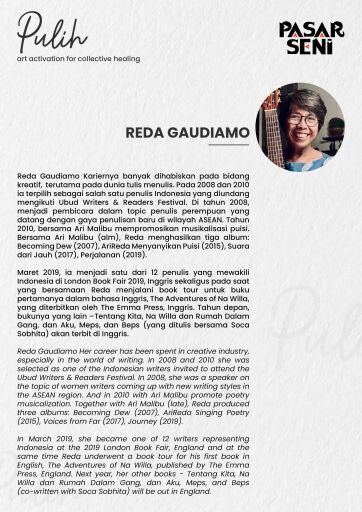 Pulih
art activation for collective healing
PASAR
SENI
REDA GAUDIAMO
Reda Gaudiamo Kariernya banyak dihabiskan pada bidang
kreatif, terutama pada dunia tulis menulis. Pada 2008 dan 2010
ia terpilih sebagai salah satu penulis Indonesia yang diundang
mengikuti Ubud Writers & Readers Festival. Di tahun 2008,
menjadi pembicara dalam topic penulis perempuan yang
datang dengan gaya penulisan baru di wilayah ASEAN. Tahun
2010, bersama Ari Malibu mempromosikan musikalisasi puisi.
Bersama Ari Malibu (alm), Reda menghasilkan tiga album:
Becoming Dew (2007), AriReda Menyanyikan Puisi (2015), Suara
dari Jauh (2017), Perjalanan (2019).
Maret 2019, ia menjadi satu dari 12 penulis yang mewakili
Indonesia di London Book Fair 2019, Inggris sekaligus pada saat
yang bersamaan Reda menjalani book tour untuk buku
pertamanya dalam bahasa Inggris, The Adventures of Na Willa,
yang diterbitkan oleh The Emma Press, Inggris. Tahun depan,
bukunya yang lain –Tentang Kita, Na Willa dan Rumah Dalam
Gang, dan Aku, Meps, dan Beps (yang ditulis bersama Soca
Sobhita) akan terbit di Inggris.
Reda Gaudiamo Her career has been spent in creative industry,
especially in the world of writing. In 2008 and 2010 she was
selected as one of the Indonesian writers invited to attend the
Ubud Writers & Readers Festival. In 2008, she was a speaker on
the topic of women writers coming up with new writing styles in
the ASEAN region. And in 2010 with Ari Malibu promote poetry
musicalization. Together with Ari Malibu (late), Reda produced
three albums: Becoming Dew (2007), AriReda Singing Poetry
(2015), Voices from Far (2017), Journey (2019).
In March 2019, she became one of 12 writers representing
Indonesia at the 2019 London Book Fair, England and at the
same time Reda underwent a book tour for his first book in
English, The Adventures of Na Willa, published by The Emma
Press, England. Next year, her other books - Tentang Kita, Na
Willa dan Rumah Dalam Gang, dan Aku, Meps, and Beps
(co-written with Soca Sobhita) will be out in England.